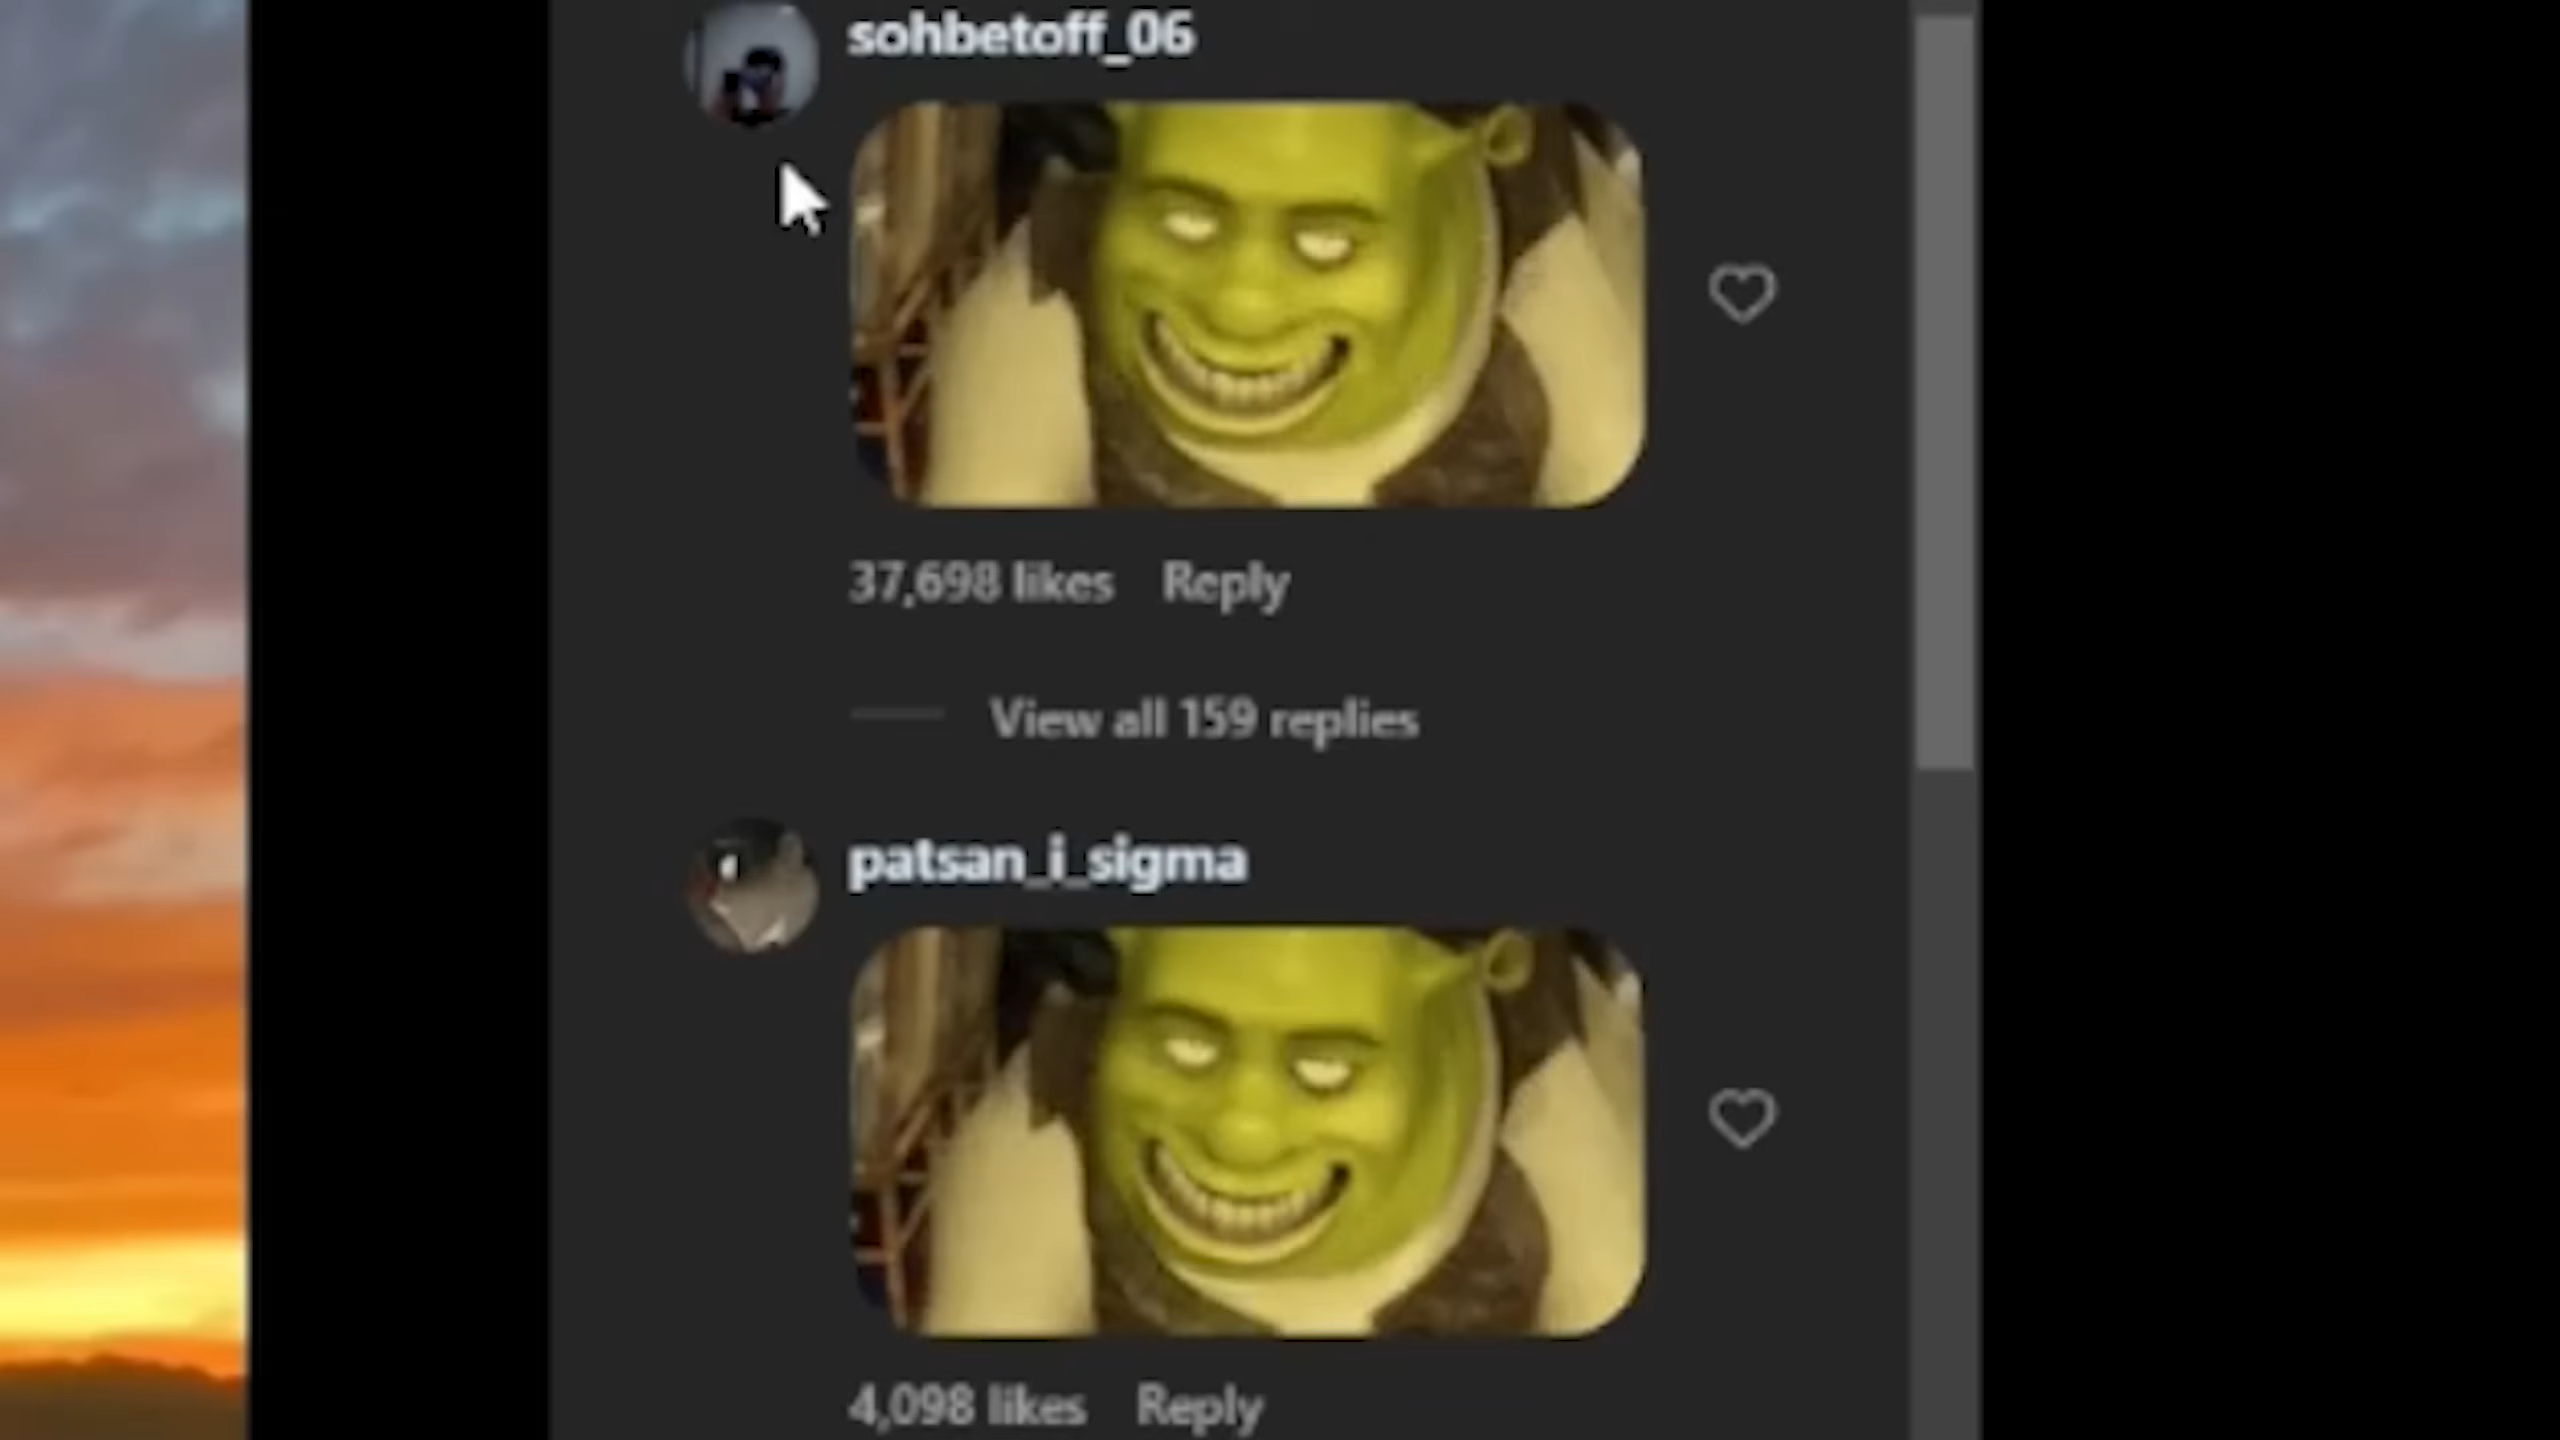 sohbetoff_06
37,698 likes Reply
View all 159 replies
patsan_i_sigma
4,098 likes Reply